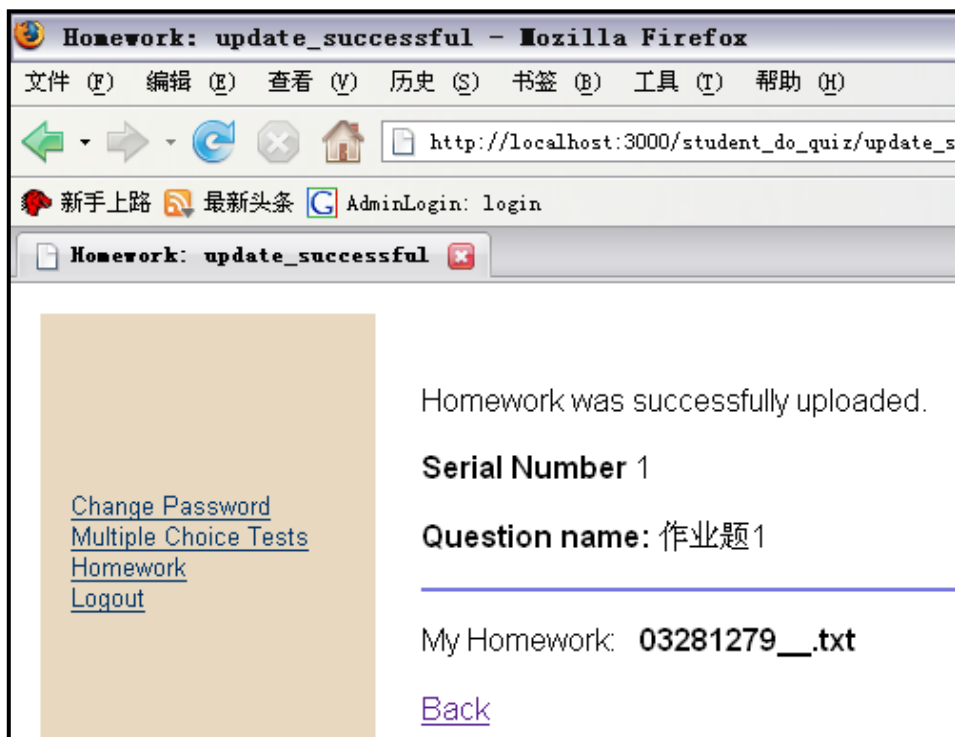 Homework: update_successful - Mozilla Firefox
文件 (F) 编辑 (E) 查看 (V) 历史 (S) 书签 (B) 工具 (T) 帮助 (H)
http://localhost:3000/student_do_quiz/update_s
新手上路 最新头条 G AdminLogin: login
Homework: update_successful
Homework was successfully uploaded.
Serial Number 1
Question name: 作业题1
Change Password
Multiple Choice Tests
Homework
Logout
My Homework: 03281279__.txt
Back